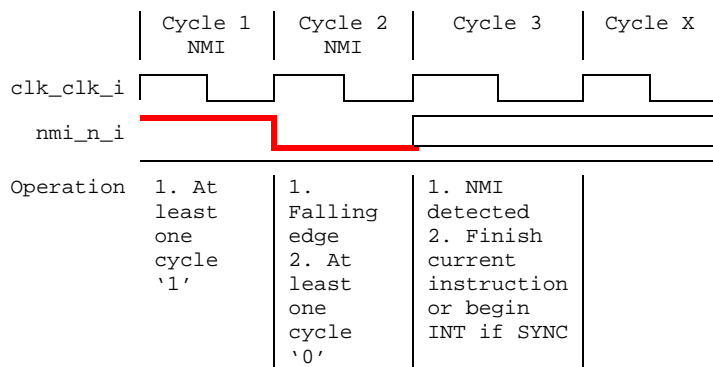 Cycle 1 Cycle 2 Cycle 3 Cycle X
NMI NMI
clk_clk_i
nmi_n_i
Operation 1. At 1. 1. NMI
least Falling detected
one edge 2. Finish
cycle 2. At current
‘1’ least instruction
one or begin
cycle INT if SYNC
‘0’